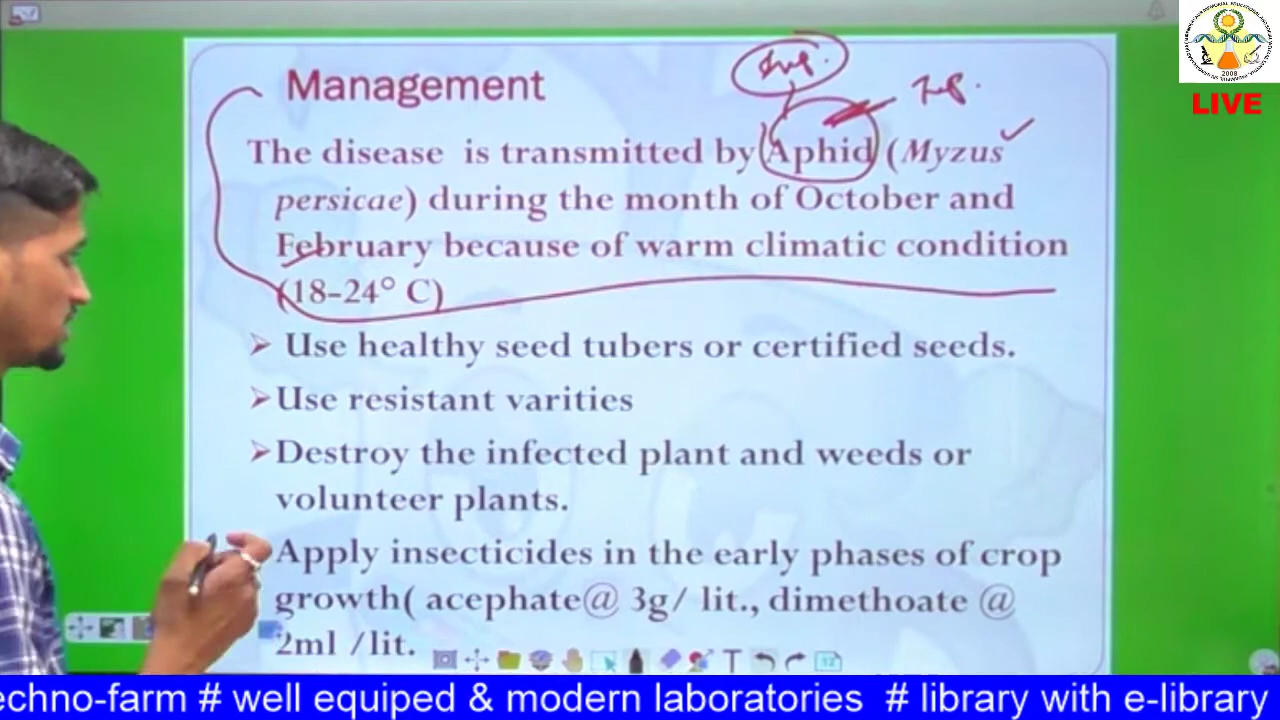 Management
The disease is transmitted by Aphid (Myzus
persicae) during the month of October and
February because of warm climatic condition
(18-24° C)
Use healthy seed tubers or certified seeds.
Use resistant varities
Destroy the infected plant and weeds or
volunteer plants.
Apply insecticides in the early phases of crop
growth( acephate@ 3g/ lit., dimethoate @
2ml /lit.
2008
LIVE
echno-farm # well equiped & modern laboratories # library with e-library